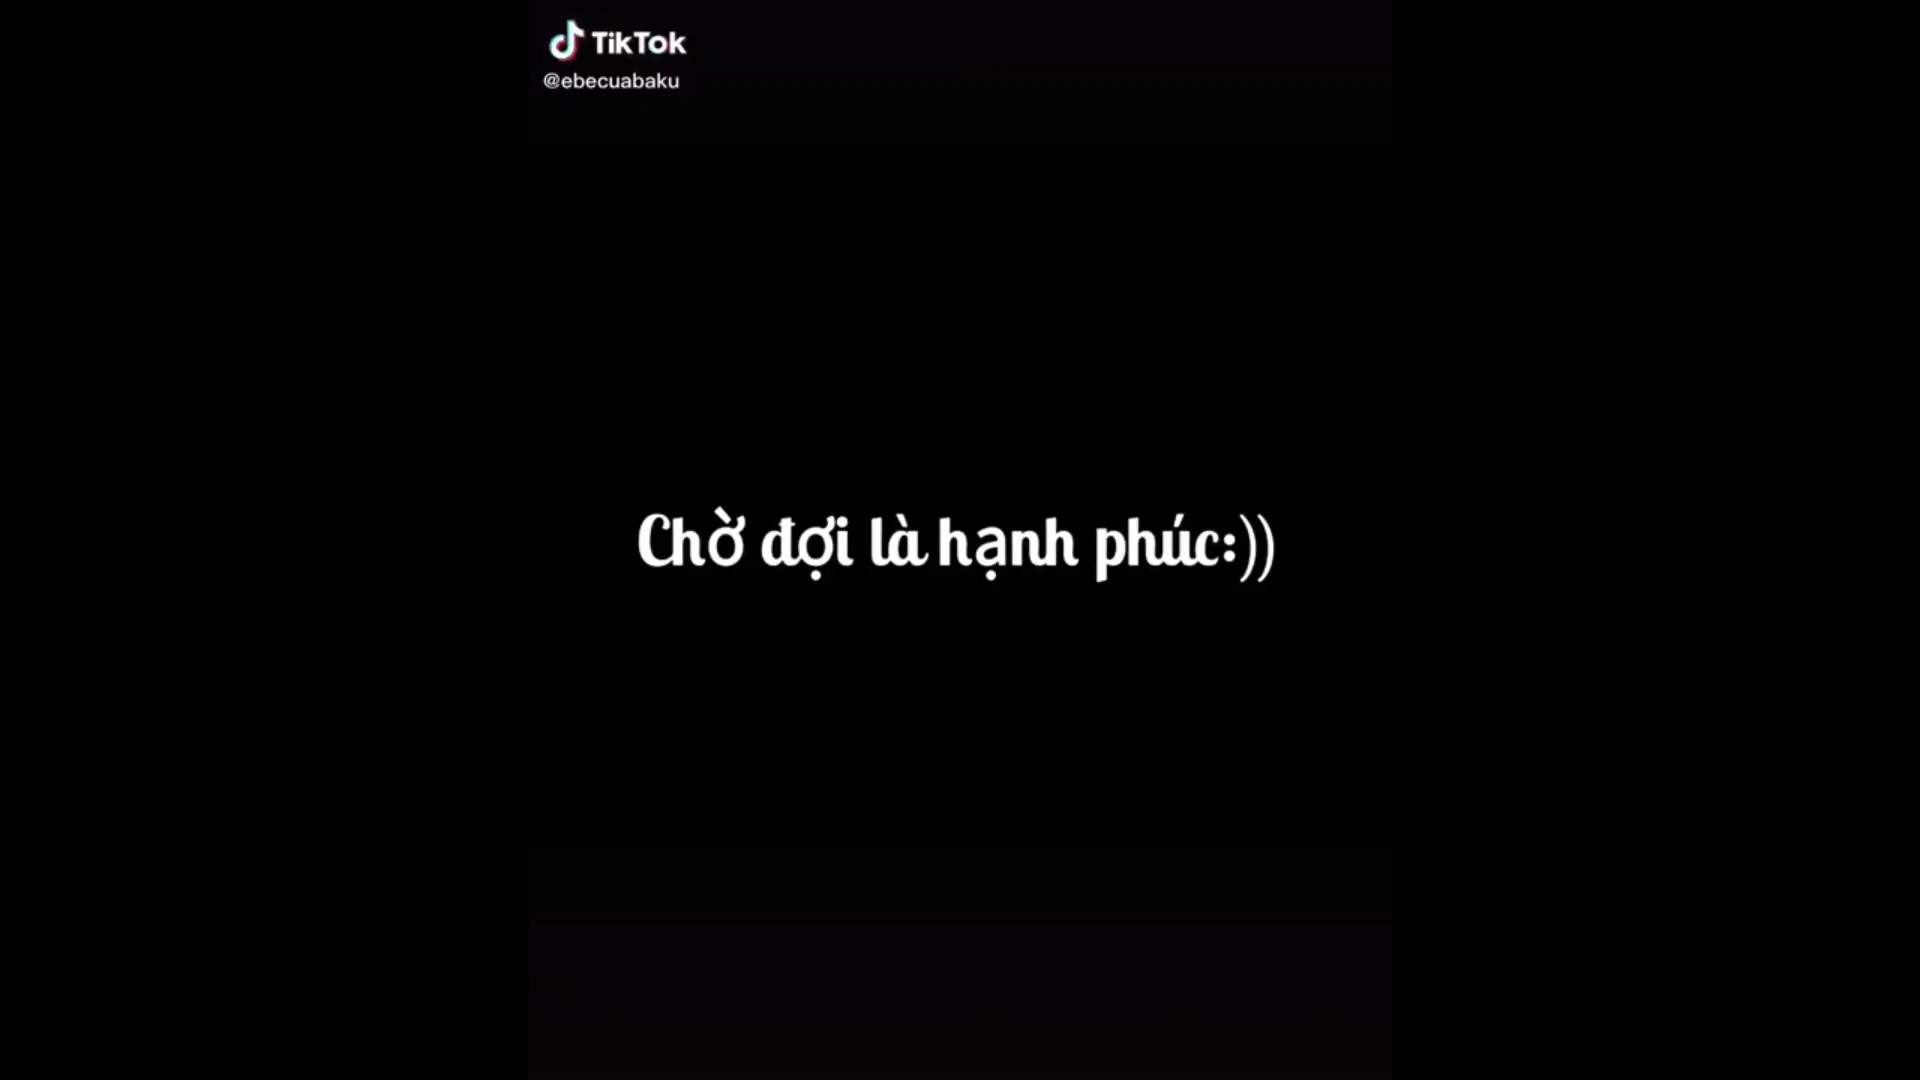 TikTok
@ebecuabaku
Chờ đợi là hạnh phúc:))